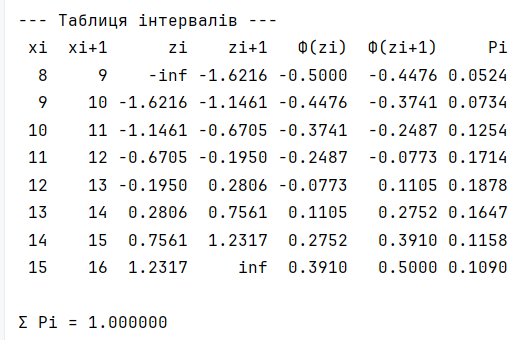 --- Таблиця інтервалів ---
xi xi+1 zi zi+1 Φ(zi) Φ(zi+1) Pi
8 9 -inf -1.6216 -0.5000 -0.4476 0.0524
9 10 -1.6216 -1.1461 -0.4476 -0.3741 0.0734
10 11 -1.1461 -0.6705 -0.3741 -0.2487 0.1254
11 12 -0.6705 -0.1950 -0.2487 -0.0773 0.1714
12 13 -0.1950 0.2806 -0.0773 0.1105 0.1878
13 14 0.2806 0.7561 0.1105 0.2752 0.1647
14 15 0.7561 1.2317 0.2752 0.3910 0.1158
15 16 1.2317 inf 0.3910 0.5000 0.1090
Σ Pi = 1.000000